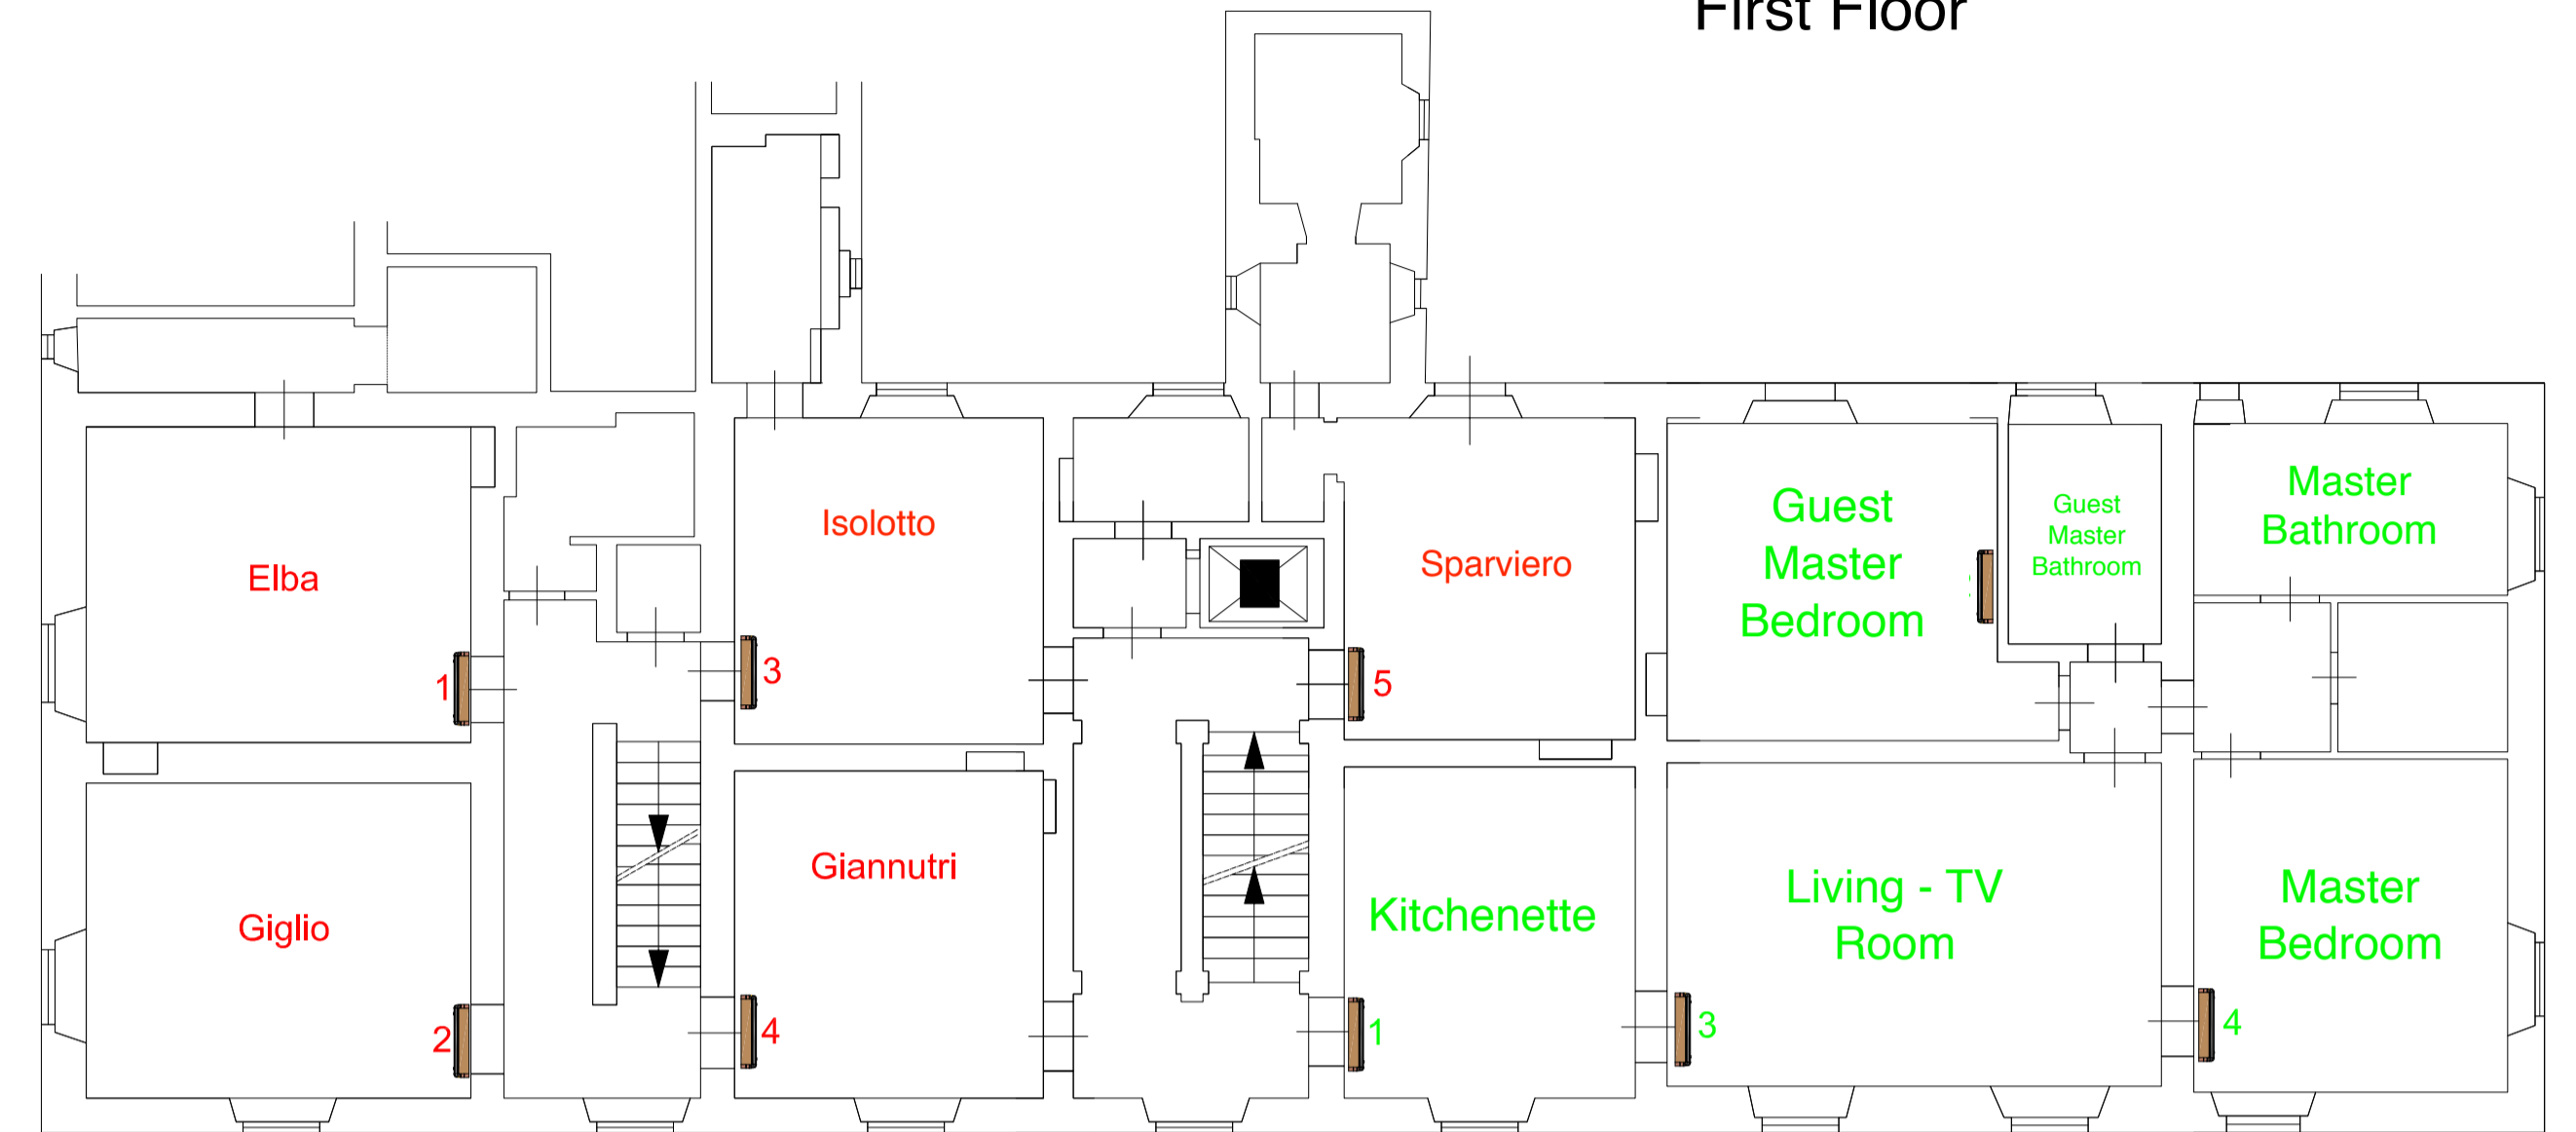 First Floor
Elba
1
Giglio
2
Isolotto
3
Giannutri
4
Sparviero
5
Kitchenette
1
Guest
Master
Bedroom
Guest
Master
Bathroom
Master
Bathroom
Living - TV
Room
3
Master
Bedroom
4